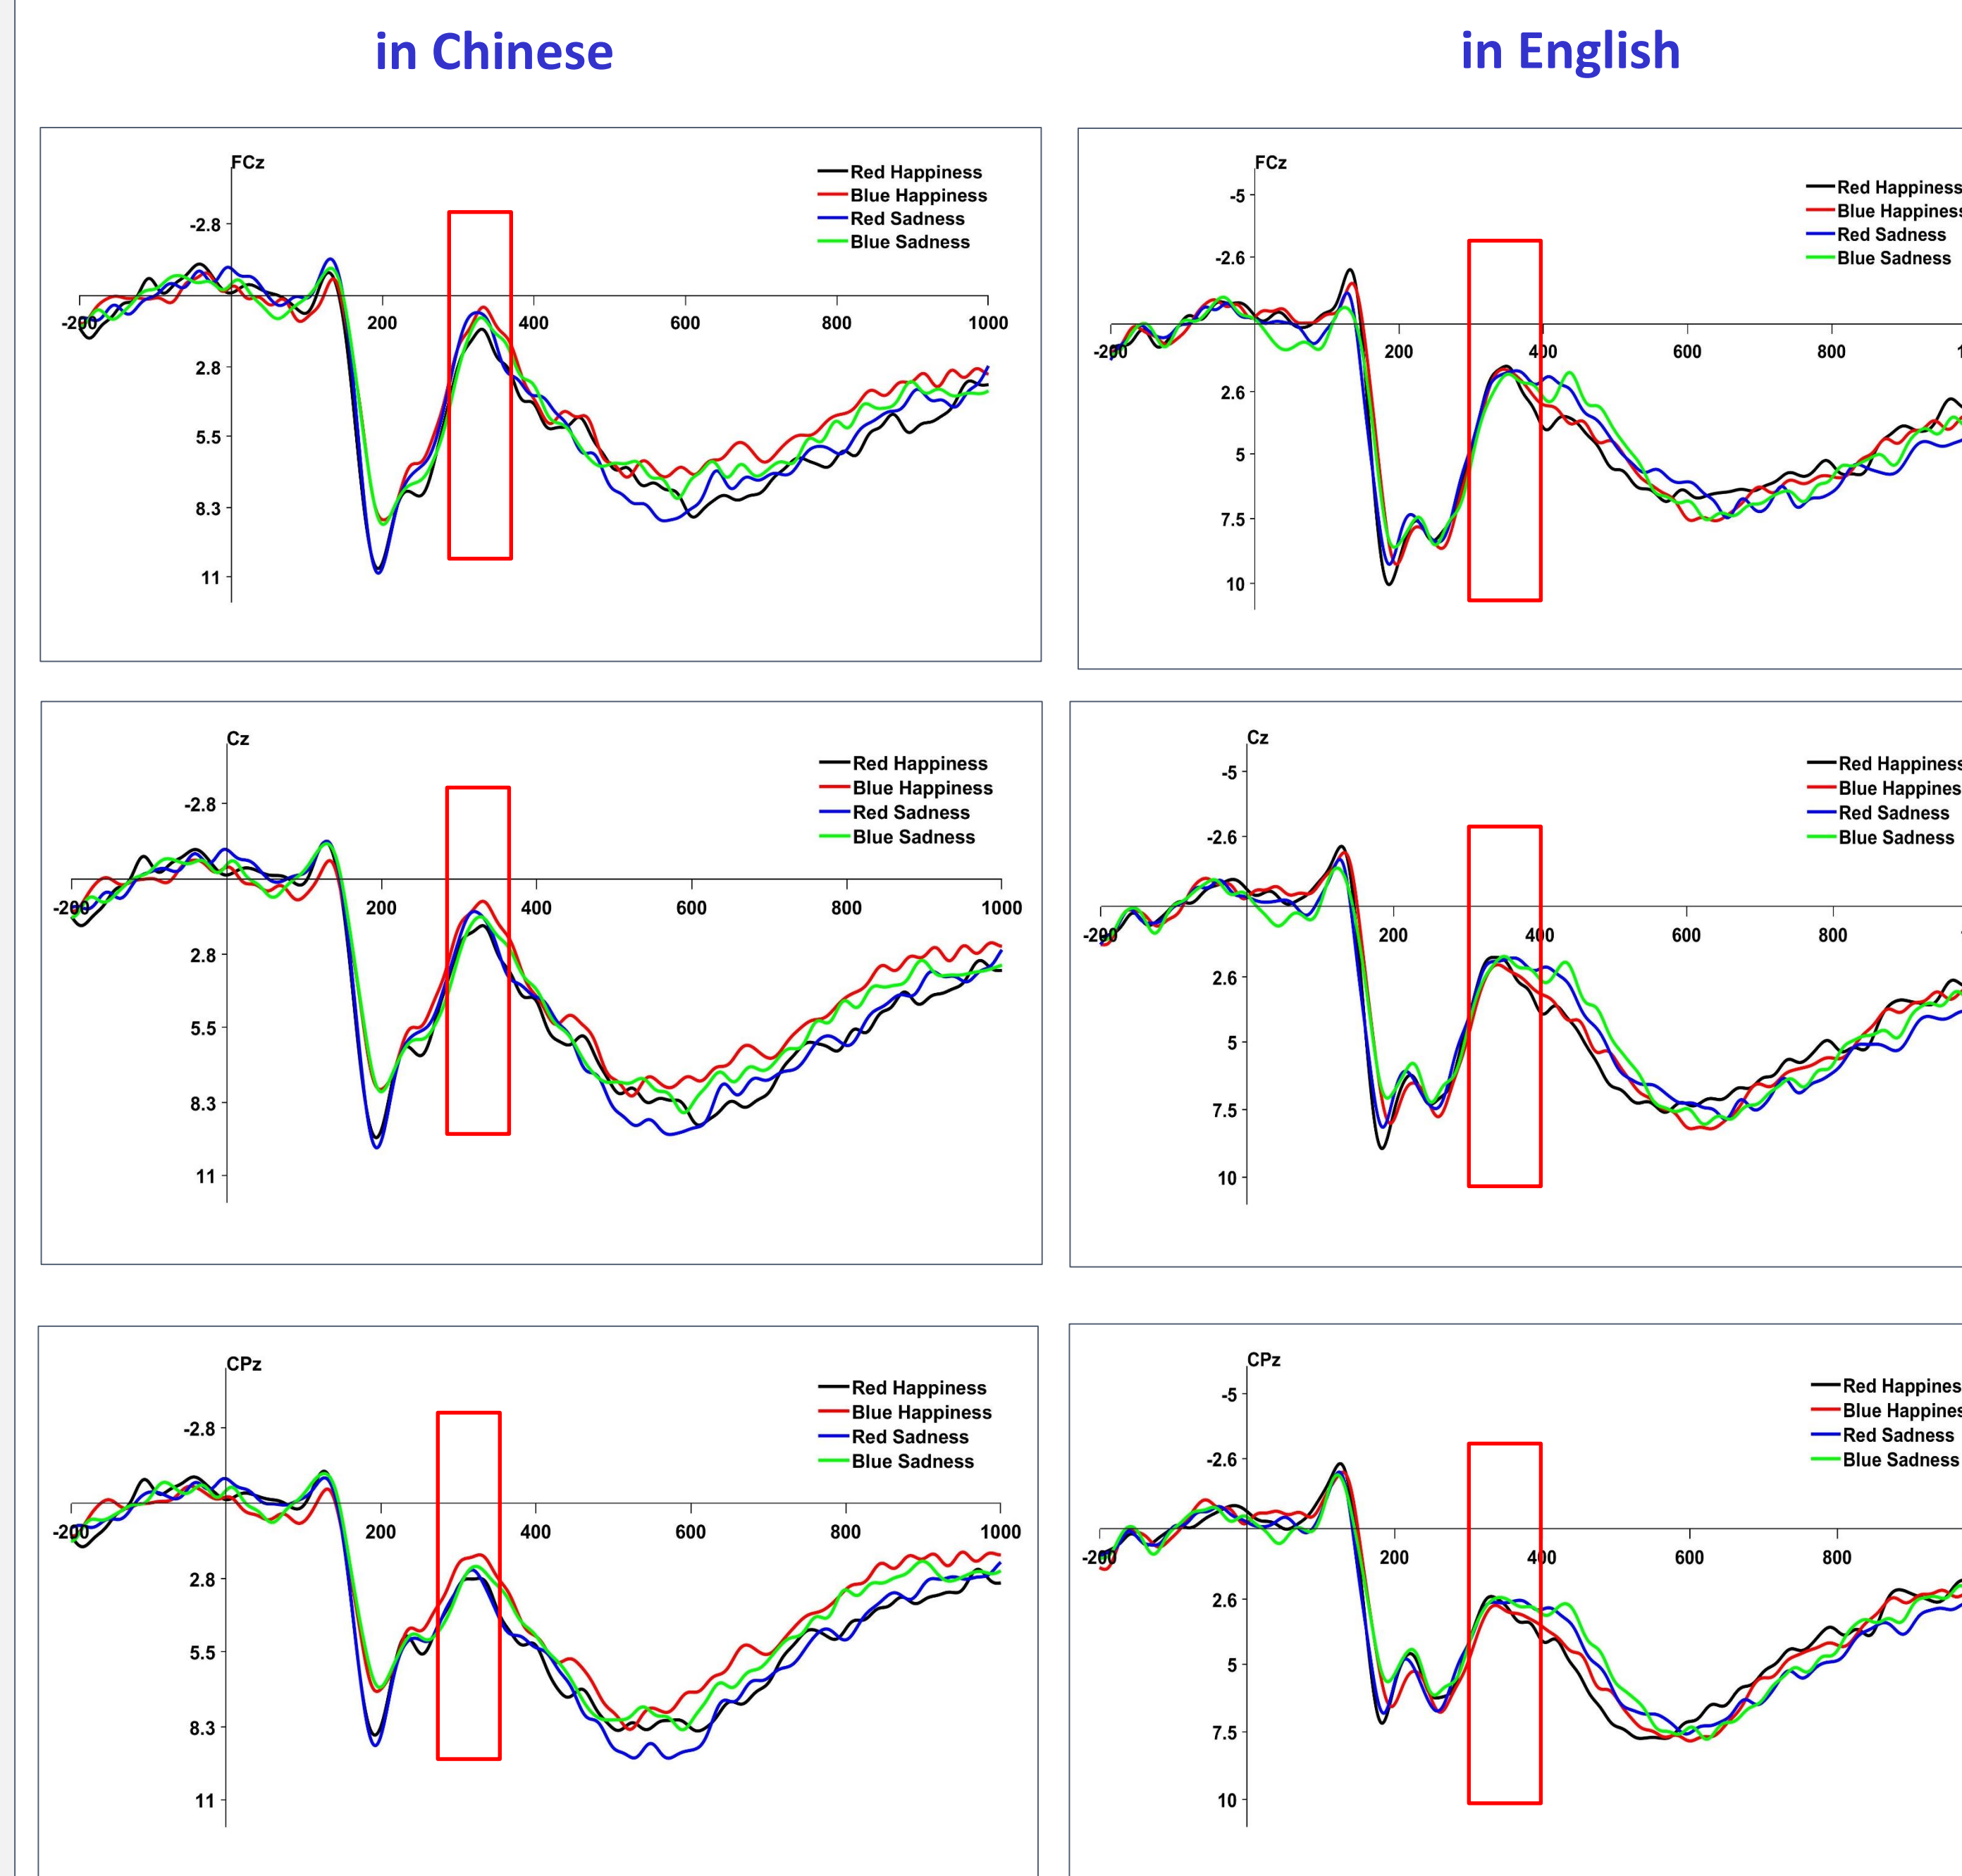 in Chinese
in English
FCz
Red Happiness
Blue Happiness
Red Sadness
Blue Sadness
-2.8
-200 200 400 600 800 1000
2.8
5.5
8.3
11
FCz
Red Happiness
Blue Happiness
Red Sadness
Blue Sadness
-5
-2.6
-200 200 400 600 800
2.6
5
7.5
10
Cz
Red Happiness
Blue Happiness
Red Sadness
Blue Sadness
-2.8
-200 200 400 600 800 1000
2.8
5.5
8.3
11
Cz
Red Happiness
Blue Happines
Red Sadness
Blue Sadness
-5
-2.6
-200 200 400 600 800
2.6
5
7.5
10
CPz
Red Happiness
Blue Happiness
Red Sadness
Blue Sadness
-2.8
-200 200 400 600 800 1000
2.8
5.5
8.3
11
CPz
Red Happines
Blue Happines
Red Sadness
Blue Sadness
-5
-2.6
-200 200 400 600 800
2.6
5
7.5
10